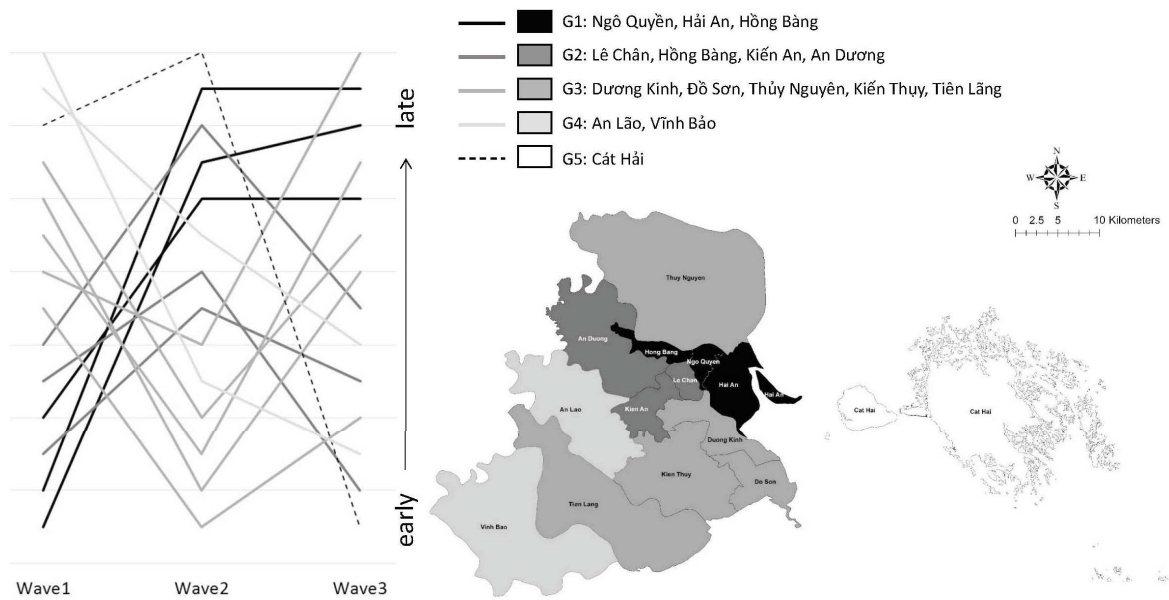 G1: Ngô Quyền, Hải An, Hồng Bàng
G2: Lê Chân, Hồng Bàng, Kiến An, An Dương
G3: Dương Kinh, Đồ Sơn, Thủy Nguyên, Kiến Thụy, Tiên Lãng
G4: An Lão, Vĩnh Bảo
G5: Cát Hải
late
early
Wave1 Wave2 Wave3
N
W E
S
0 2.5 5 10 Kilometers
Thuy Nguyen
An Duong
Hong Bang
Ngo Quyen
Le Chan
Hai An
Hai An
Kien An
An Lao
Duong Kinh
Kien Thuy
Do Son
Tien Lang
Vinh Bao
Cat Hai
Cat Hai